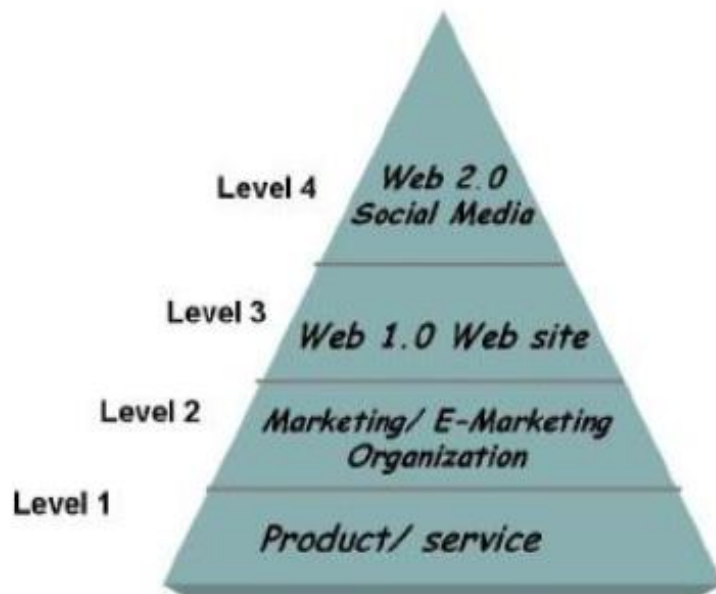 Level 4
Web 2.0
Social Media
Level 3
Web 1.0 Web site
Level 2
Marketing/ E-Marketing
Organization
Level 1
Product/ service